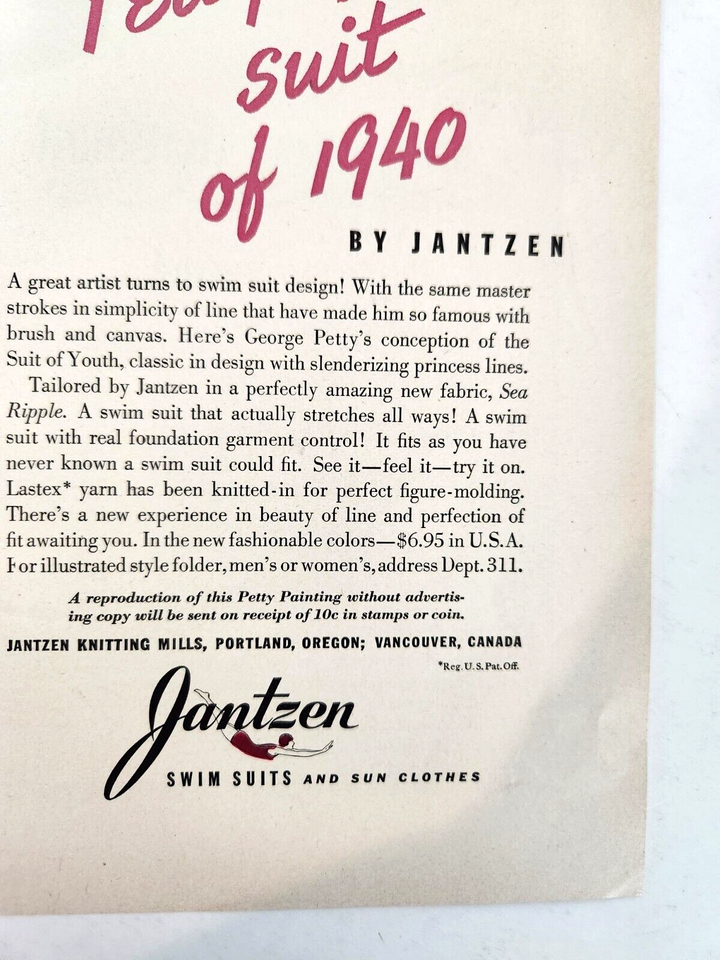 suit
of 1940
BY JANTZEN
A great artist turns to swim suit design! With the same master
strokes in simplicity of line that have made him so famous with
brush and canvas. Here's George Petty's conception of the
Suit of Youth, classic in design with slenderizing princess lines.
Tailored by Jantzen in a perfectly amazing new fabric, Sea
Ripple. A swim suit that actually stretches all ways! A swim
suit with real foundation garment control! It fits as you have
never known a swim suit could fit. See it—feel it—try it on.
Lastex* yarn has been knitted-in for perfect figure-molding.
There's a new experience in beauty of line and perfection of
fit awaiting you. In the new fashionable colors—$6.95 in U.S.A.
For illustrated style folder, men's or women's, address Dept. 311.
A reproduction of this Petty Painting without advertis-
ing copy will be sent on receipt of 10c in stamps or coin.
JANTZEN KNITTING MILLS, PORTLAND, OREGON; VANCOUVER, CANADA
*Reg. U.S. Pat. Off.
Jantzen
SWIM SUITS AND SUN CLOTHES